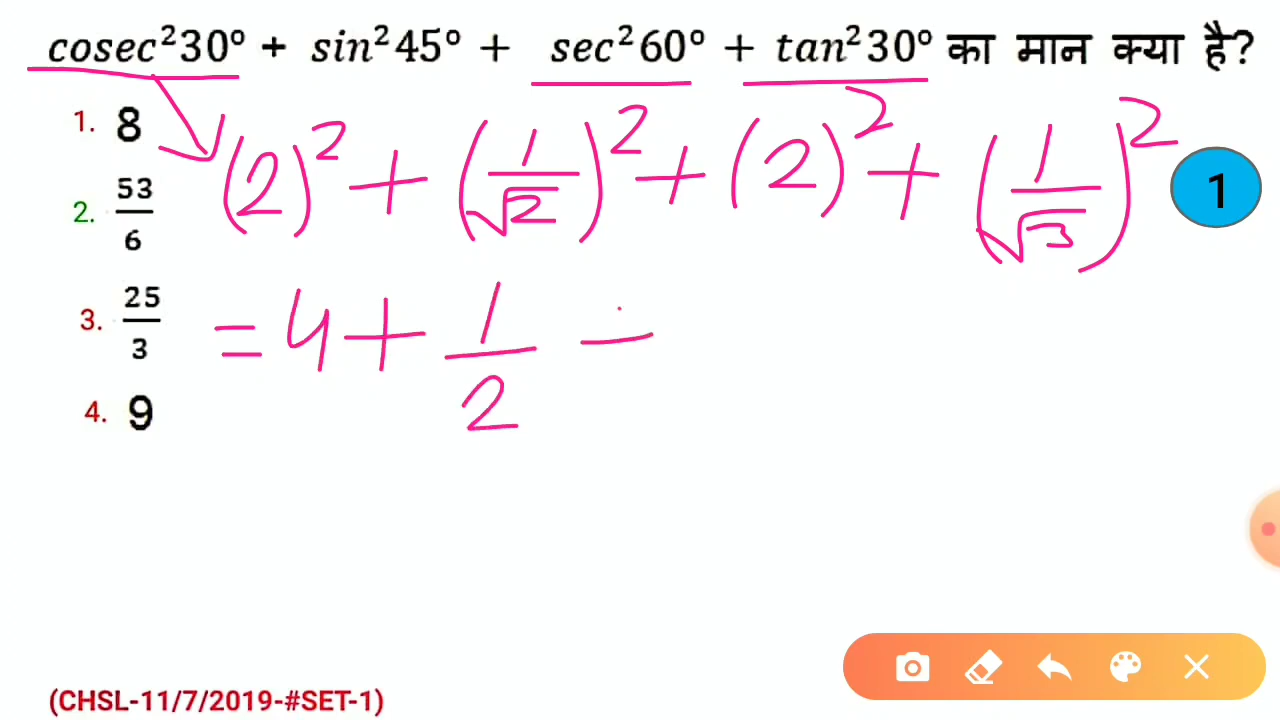 cosec²30° + sin²45° + sec²60° + tan²30° का मान क्या है?
1. 8
(2)² + (1/√2)² + (2)² + (1/√3)²
1
2. 53/6
3. 25/3
= 4 + 1/2 -
4. 9
(CHSL-11/7/2019-#SET-1)